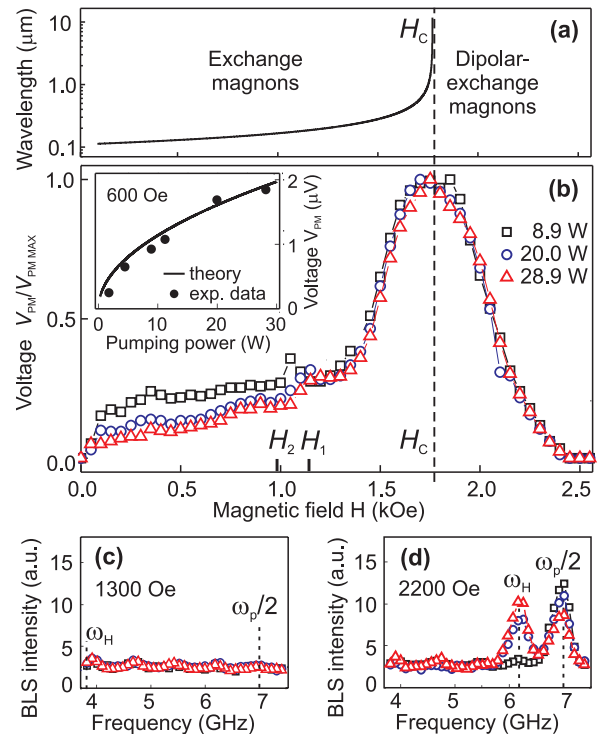 10
1.0
0.1
Wavelength (μm)
Exchange
magnons
H_C
Dipolar-
exchange
magnons
(a)
(b)
1.0
0.5
0.0
Voltage V_PM/V_PM MAX
600 Oe
theory
exp. data
2
1
0
Voltage V_PM (μV)
0 10 20 30
Pumping power (W)
8.9 W
20.0 W
28.9 W
H_2 H_1 H_C
0.0 0.5 1.0 1.5 2.0 2.5
Magnetic field H (kOe)
(c)
1300 Oe
ω_H
ω_p/2
15
10
5
0
BLS intensity (a.u.)
4 5 6 7
Frequency (GHz)
(d)
2200 Oe
ω_H
ω_p/2
15
10
5
0
BLS intensity (a.u.)
4 5 6 7
Frequency (GHz)